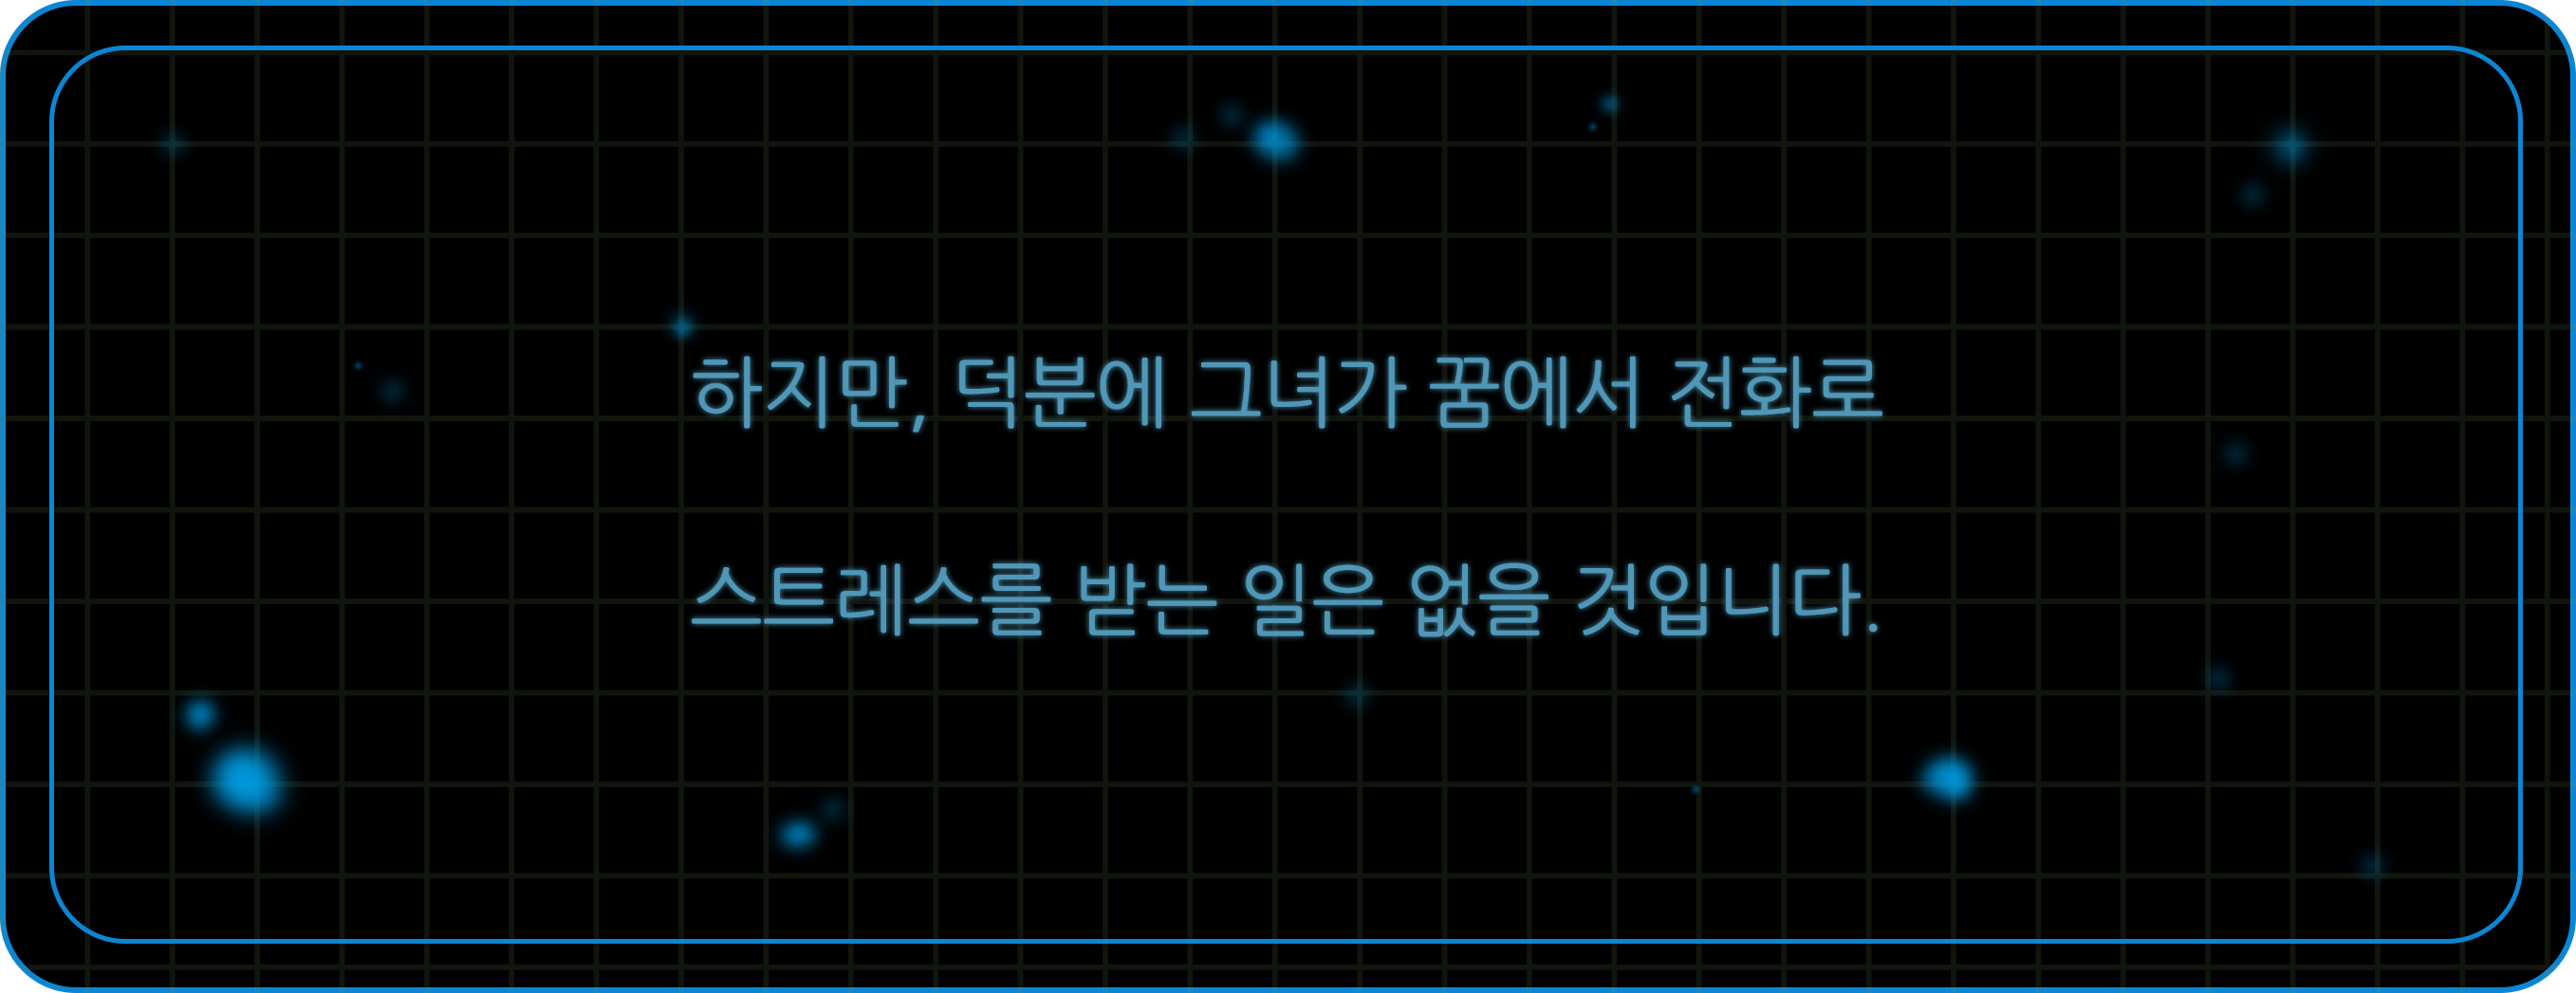 하지만, 덕분에 그녀가 꿈에서 전화로
스트레스를 받는 일은 없을 것입니다.